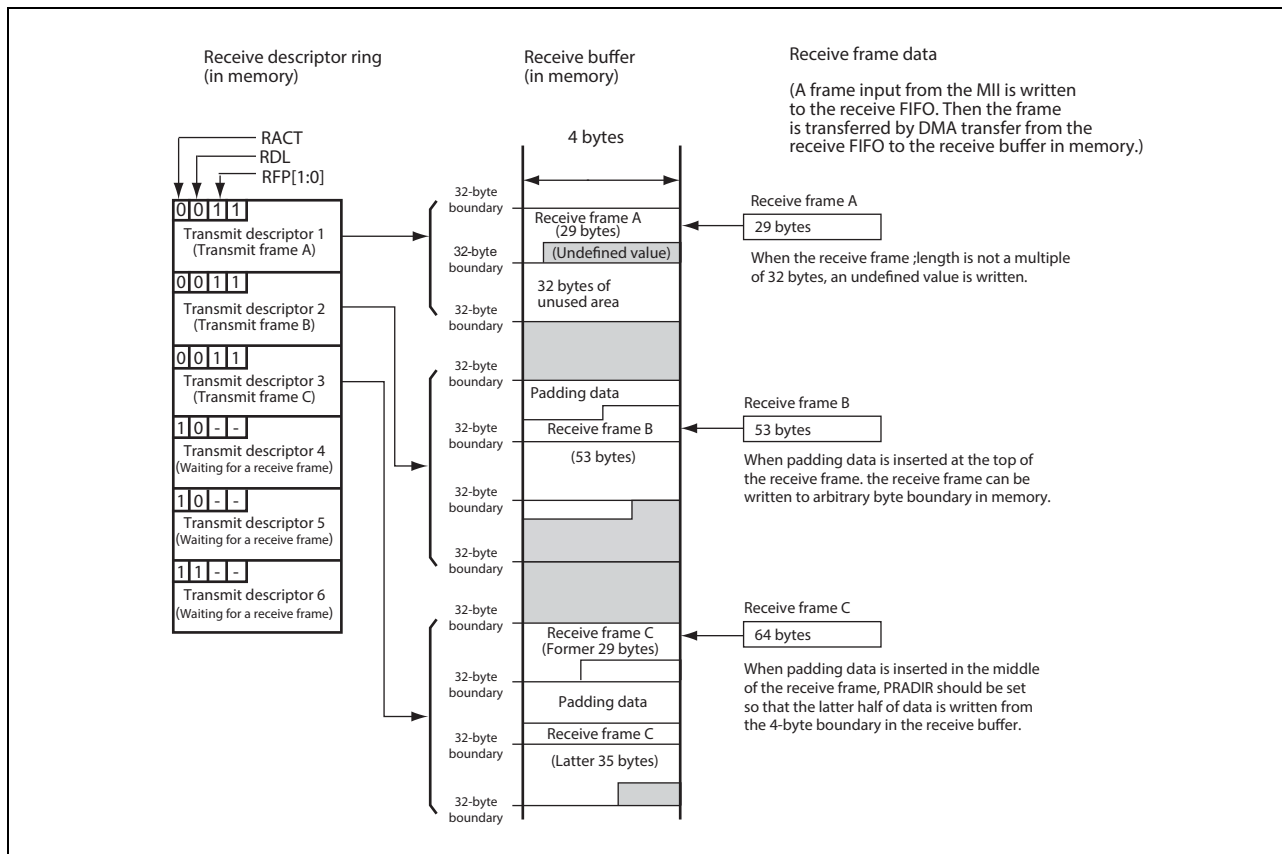 Receive descriptor ring
(in memory)
RACT
RDL
RFP[1:0]
0 0 1 1
Transmit descriptor 1
(Transmit frame A)
0 0 1 1
Transmit descriptor 2
(Transmit frame B)
0 0 1 1
Transmit descriptor 3
(Transmit frame C)
1 0 - -
Transmit descriptor 4
(Waiting for a receive frame)
1 0 - -
Transmit descriptor 5
(Waiting for a receive frame)
1 1 - -
Transmit descriptor 6
(Waiting for a receive frame)
Receive buffer
(in memory)
4 bytes
32-byte
boundary
Receive frame A
(29 bytes)
32-byte
boundary
(Undefined value)
32 bytes of
unused area
32-byte
boundary
32-byte
boundary
Padding data
32-byte
boundary
Receive frame B
(53 bytes)
32-byte
boundary
32-byte
boundary
32-byte
boundary
Receive frame C
(Former 29 bytes)
32-byte
boundary
Padding data
32-byte
boundary
Receive frame C
(Latter 35 bytes)
32-byte
boundary
Receive frame data
(A frame input from the MII is written
to the receive FIFO. Then the frame
is transferred by DMA transfer from the
receive FIFO to the receive buffer in memory.)
Receive frame A
29 bytes
When the receive frame ;length is not a multiple
of 32 bytes, an undefined value is written.
Receive frame B
53 bytes
When padding data is inserted at the top of
the receive frame. the receive frame can be
written to arbitrary byte boundary in memory.
Receive frame C
64 bytes
When padding data is inserted in the middle
of the receive frame, PRADIR should be set
so that the latter half of data is written from
the 4-byte boundary in the receive buffer.